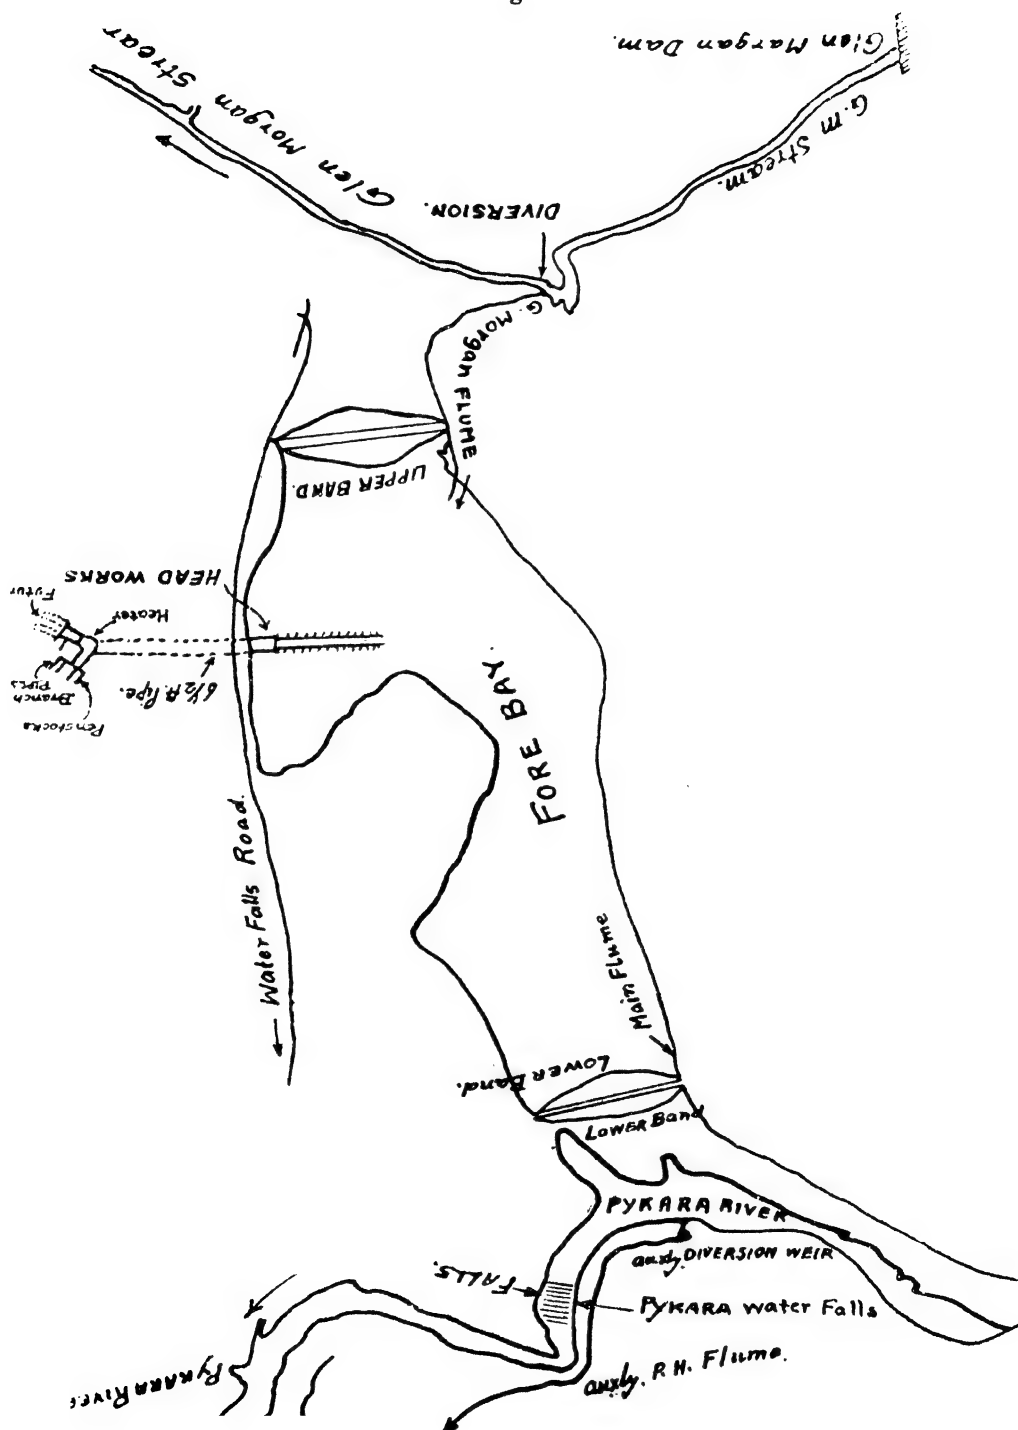 Glen Margan Dam.
G.M Stream.
Glen Morgan Strear
DIVERSION.
G. Morgan FLUME
UPPER BAND.
HEAD WORKS
Futur
Heater
Branch
Pipes
Penstocks
6½ ft. Pipe.
FORE BAY.
Water Falls Road.
Main Flume
LOWER Band.
LOWER Band
PYKARA RIVER
auxly. DIVERSION WEIR
FALLS.
PYKARA Water Falls
auxly. P.H. Flume.
PYKARA River